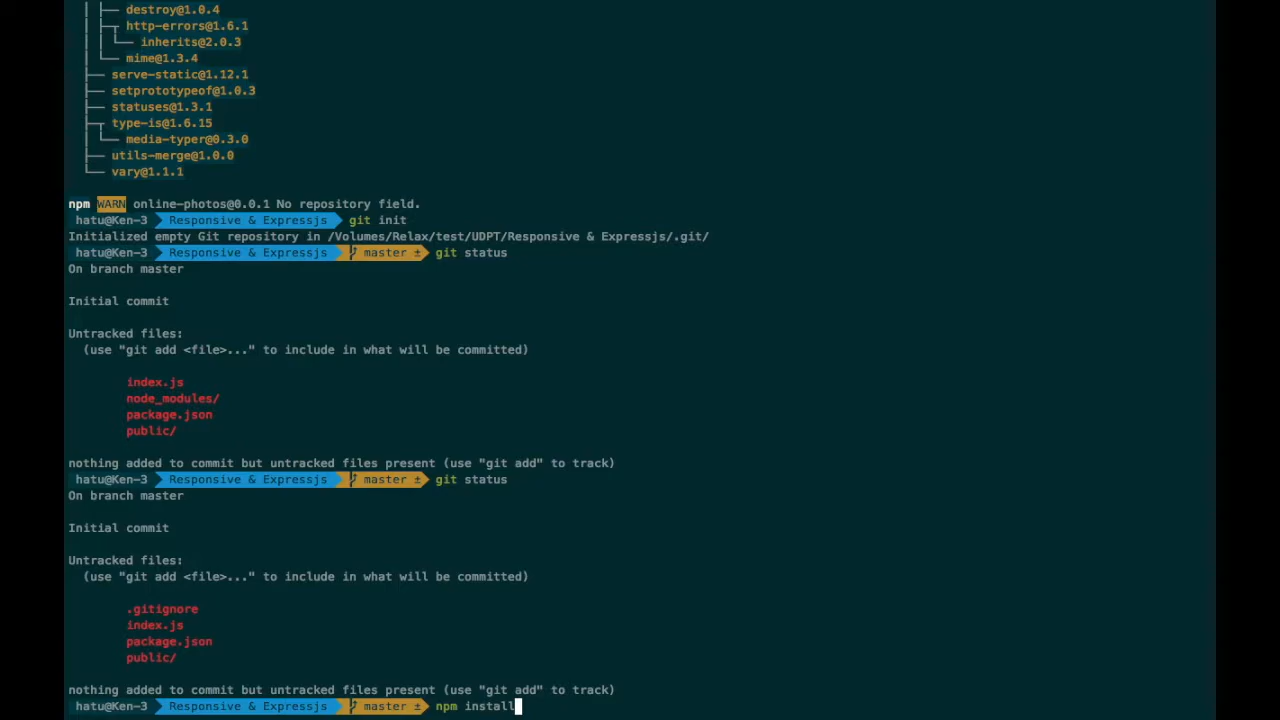 │ ├── destroy@1.0.4
│ ├─┬ http-errors@1.6.1
│ │ └── inherits@2.0.3
│ └── mime@1.3.4
├── serve-static@1.12.1
├── setprototypeof@1.0.3
├── statuses@1.3.1
├─┬ type-is@1.6.15
│ └── media-typer@0.3.0
├── utils-merge@1.0.0
└── vary@1.1.1
npm WARN online-photos@0.0.1 No repository field.
hatu@Ken-3 Responsive & Expressjs git init
Initialized empty Git repository in /Volumes/Relax/test/UDPT/Responsive & Expressjs/.git/
hatu@Ken-3 Responsive & Expressjs master ± git status
On branch master
Initial commit
Untracked files:
(use "git add <file>..." to include in what will be committed)
index.js
node_modules/
package.json
public/
nothing added to commit but untracked files present (use "git add" to track)
hatu@Ken-3 Responsive & Expressjs master ± git status
On branch master
Initial commit
Untracked files:
(use "git add <file>..." to include in what will be committed)
.gitignore
index.js
package.json
public/
nothing added to commit but untracked files present (use "git add" to track)
hatu@Ken-3 Responsive & Expressjs master ± npm install